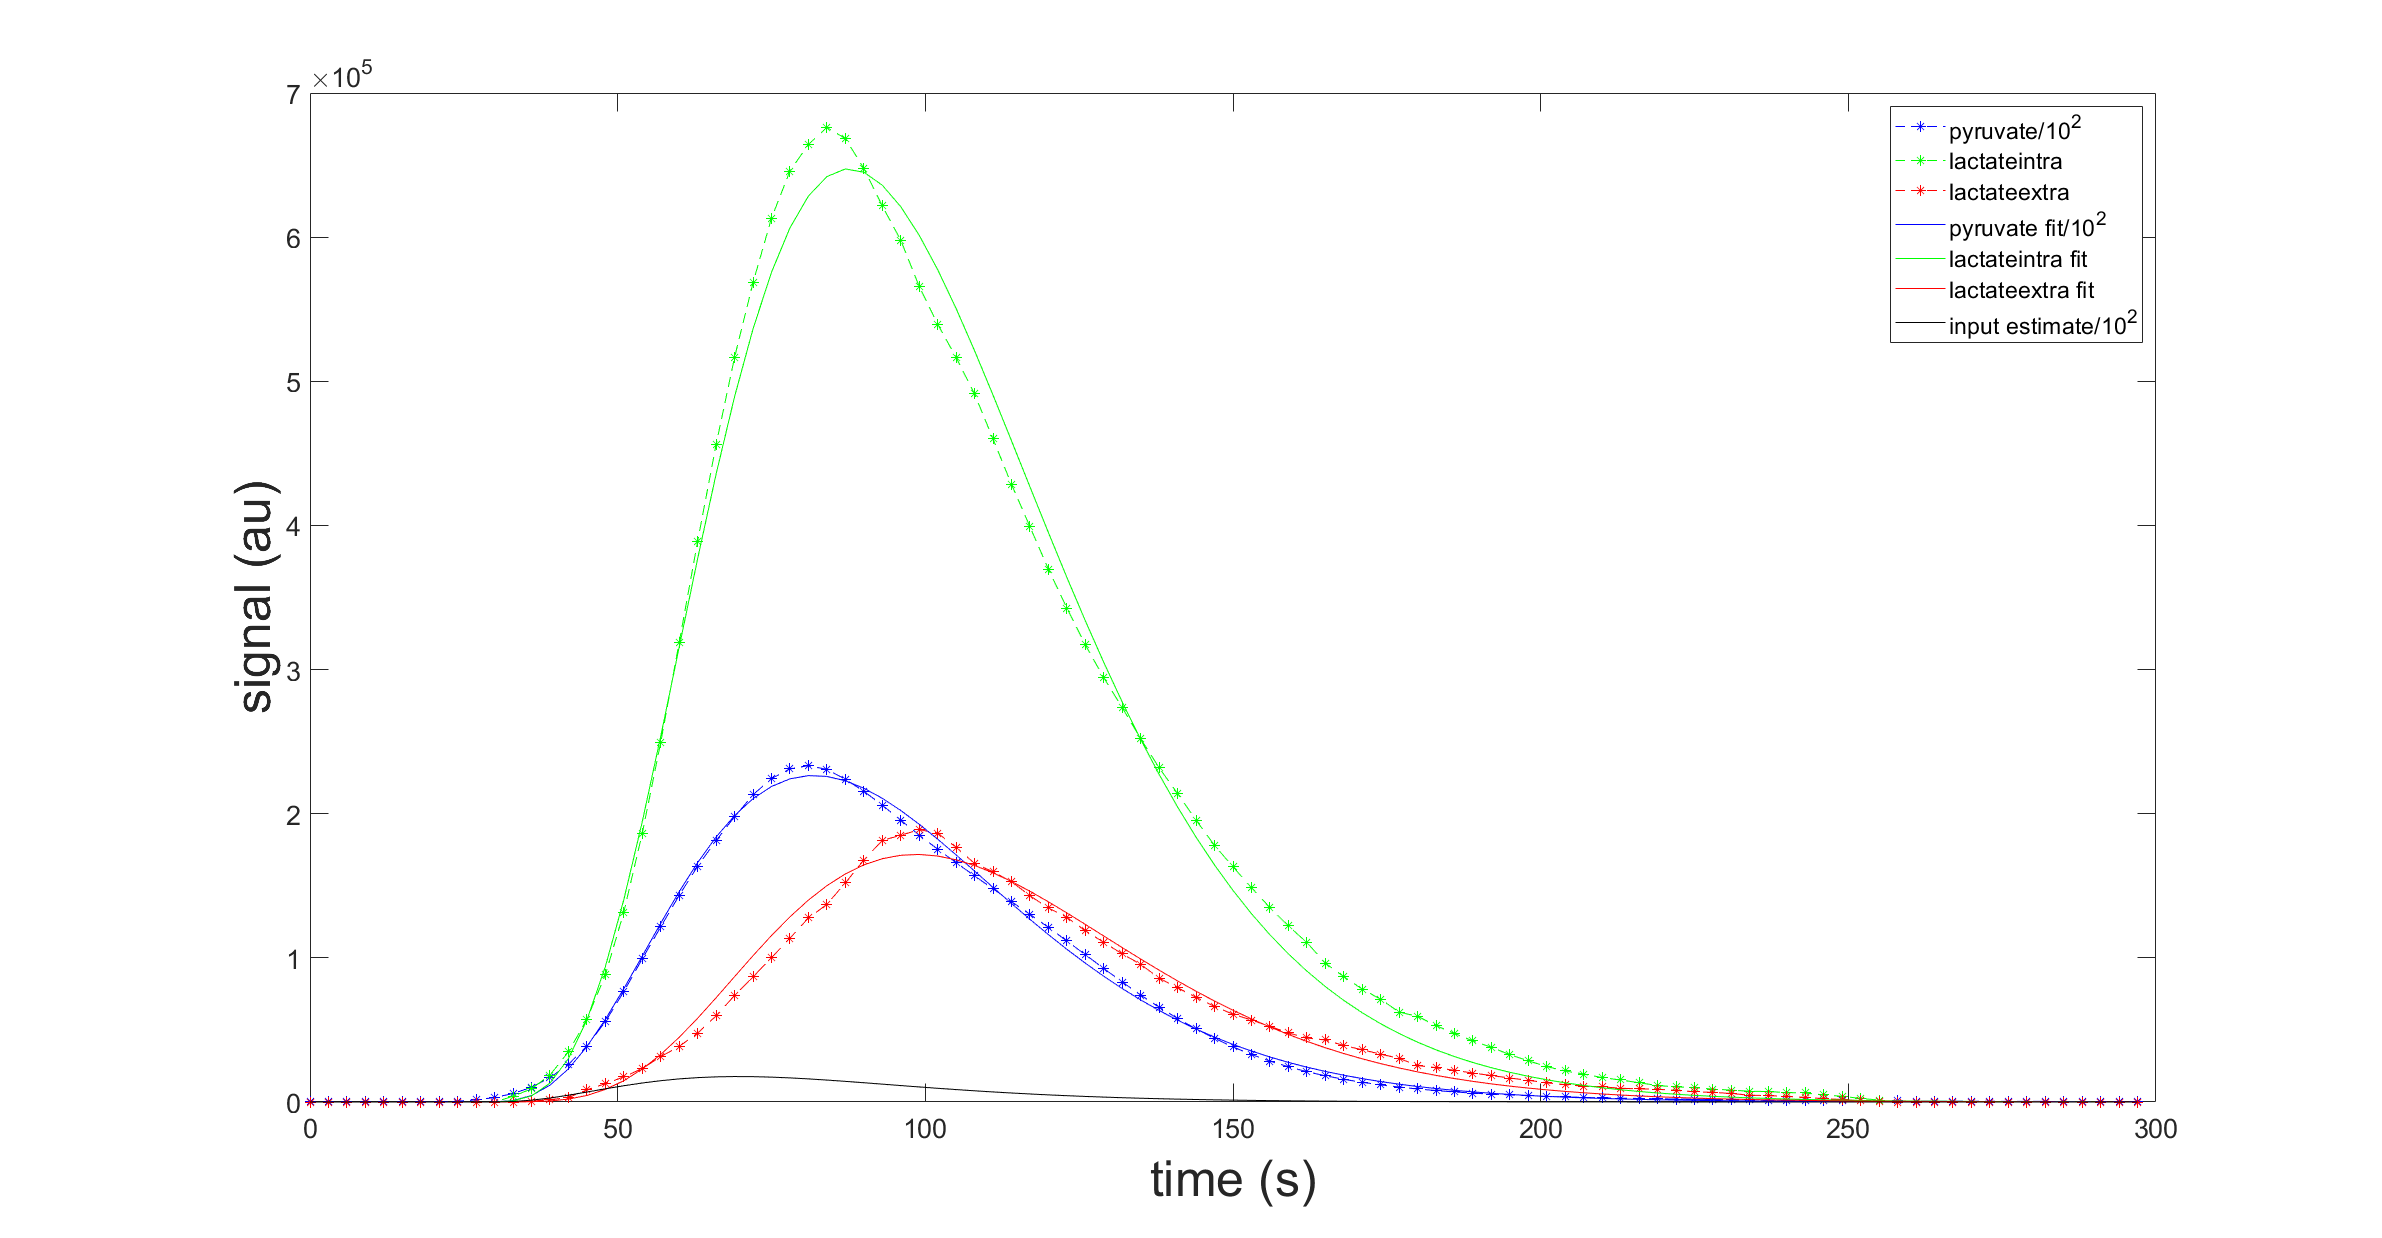 ×10^5
7
6
5
4
3
2
1
0
signal (au)
0 50 100 150 200 250 300
time (s)
pyruvate/10^2
lactateintra
lactateextra
pyruvate fit/10^2
lactateintra fit
lactateextra fit
input estimate/10^2